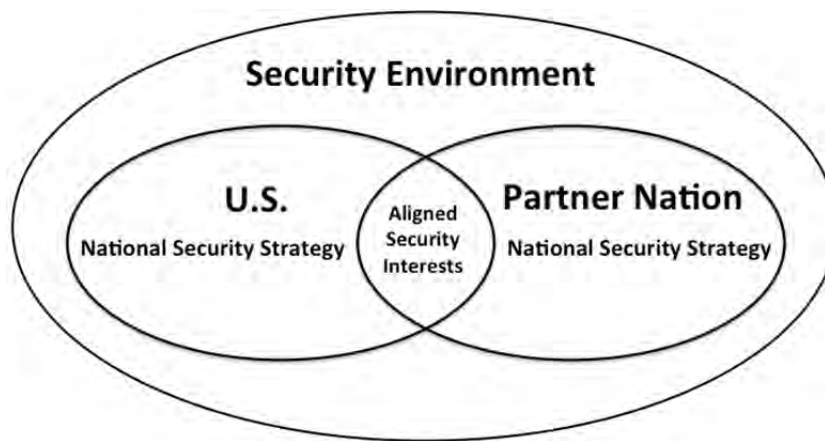 Security Environment
U.S.
National Security Strategy
Aligned
Security
Interests
Partner Nation
National Security Strategy